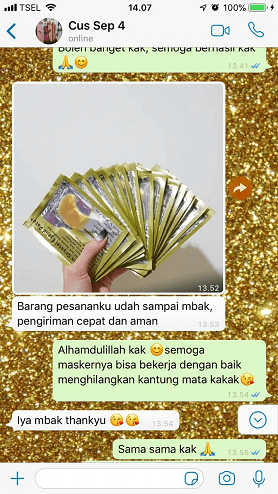 TSEL 14.07 100%
Cus Sep 4
online
Boleh banget kak, semoga berhasil kak
🙏😊
13.41
13.52
Barang pesananku udah sampai mbak,
pengiriman cepat dan aman
13.53
Alhamdulillah kak 😊semoga
maskernya bisa bekerja dengan baik
menghilangkan kantung mata kakak😘
13.54
Iya mbak thankyu 😘😘
13.54
Sama sama kak 🙏
13.55